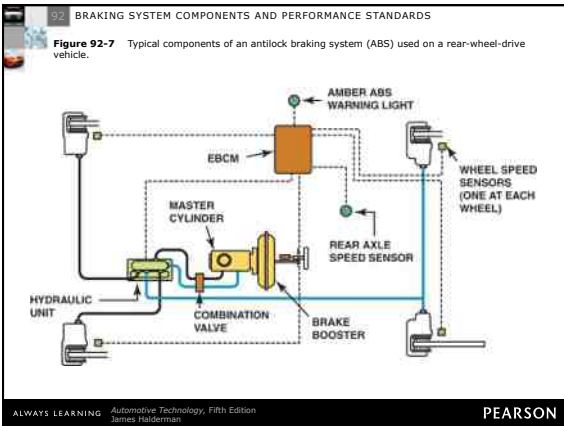 92 BRAKING SYSTEM COMPONENTS AND PERFORMANCE STANDARDS
Figure 92-7 Typical components of an antilock braking system (ABS) used on a rear-wheel-drive
vehicle.
AMBER ABS
WARNING LIGHT
EBCM
WHEEL SPEED
SENSORS
(ONE AT EACH
WHEEL)
MASTER
CYLINDER
REAR AXLE
SPEED SENSOR
HYDRAULIC
UNIT
COMBINATION
VALVE
BRAKE
BOOSTER
ALWAYS LEARNING
Automotive Technology, Fifth Edition
James Halderman
PEARSON